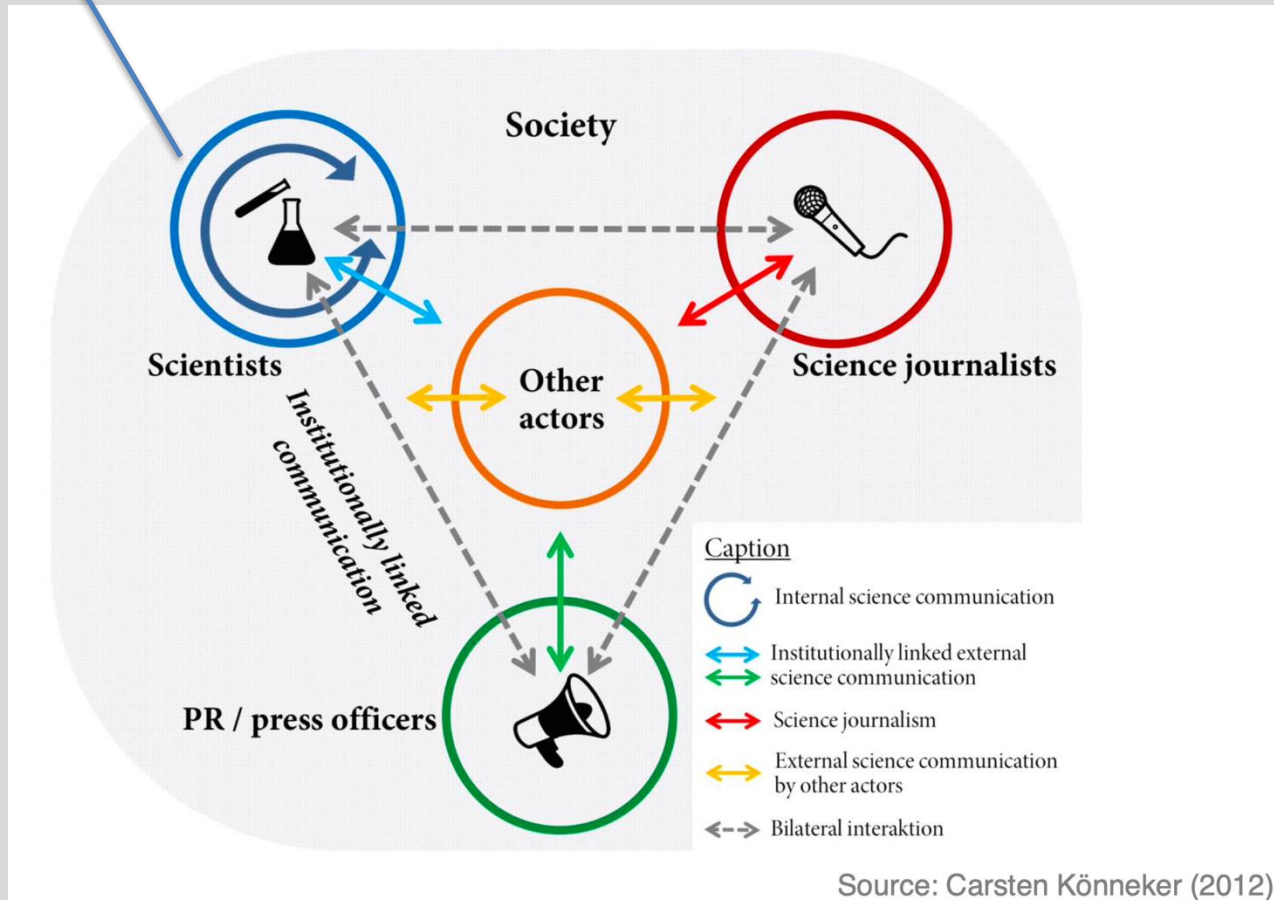 Society
Scientists
Science journalists
Other
actors
Institutionally linked
communication
PR / press officers
Caption
Internal science communication
Institutionally linked external
science communication
Science journalism
External science communication
by other actors
Bilateral interaktion
Source: Carsten Könneker (2012)